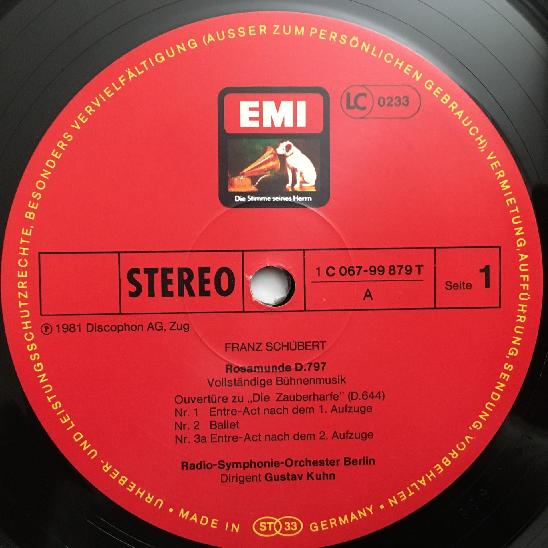 URHEBER- UND LEISTUNGSSCHUTZRECHTE, BESONDERS VERVIELFÄLTIGUNG (AUSSER ZUM PERSÖNLICHEN GEBRAUCH), VERMIETUNG, AUFFÜHRUNG, SENDUNG, VORBEHALTEN
EMI
LC 0233
Die Stimme seines Herrn
STEREO
1 C 067-99 879 T
A
Seite 1
℗ 1981 Discophon AG, Zug
FRANZ SCHUBERT
Rosamunde D.797
Vollständige Bühnenmusik
Ouvertüre zu „Die Zauberharfe" (D.644)
Nr. 1 Entre-Act nach dem 1. Aufzuge
Nr. 2 Ballet
Nr. 3a Entre-Act nach dem 2. Aufzuge
Radio-Symphonie-Orchester Berlin
Dirigent Gustav Kuhn
• MADE IN ST 33 GERMANY •